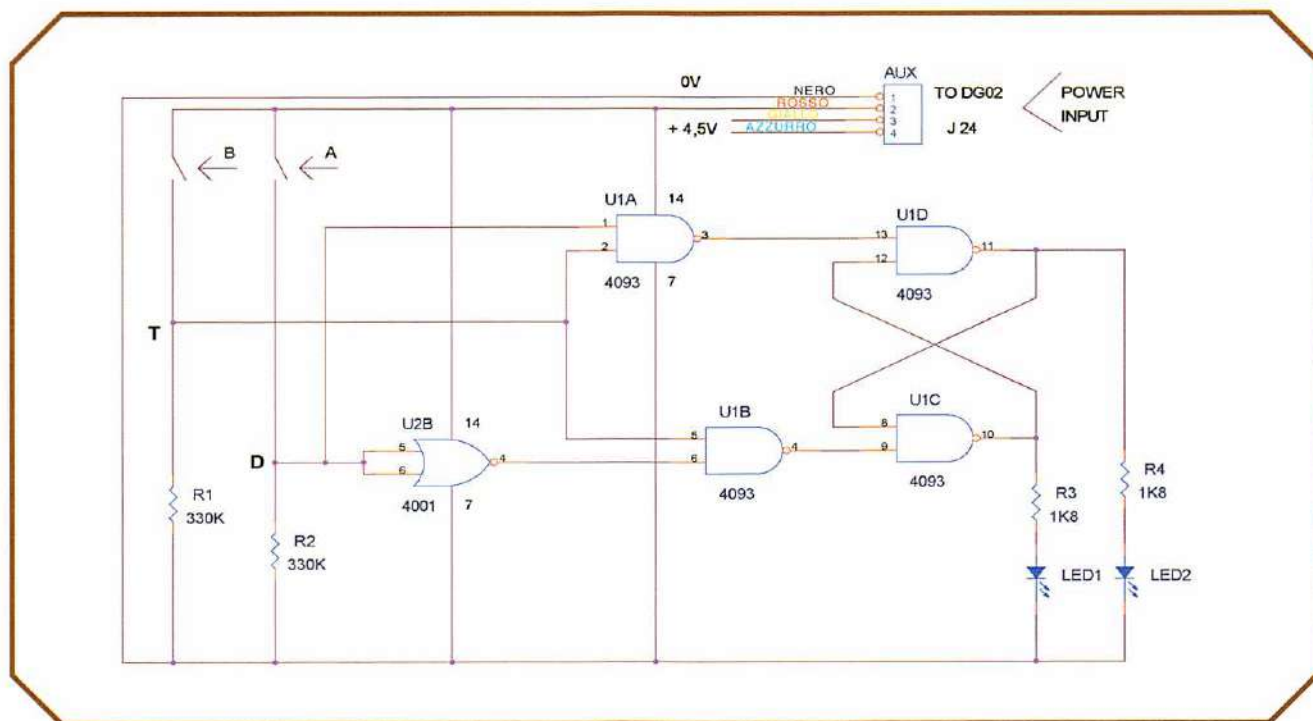 AUX
0V
NERO
1
TO DG02
POWER
ROSSO
2
GIALLO
3
INPUT
+ 4,5V
AZZURRO
4
J 24
B
A
U1A
14
U1D
1
3
13
11
2
12
7
4093
4093
T
U1B
U1C
U2B
14
8
5
10
5
4
9
D
4
6
6
R4
R3
1K8
R1
4001
7
4093
4093
1K8
330K
R2
330K
LED1
LED2